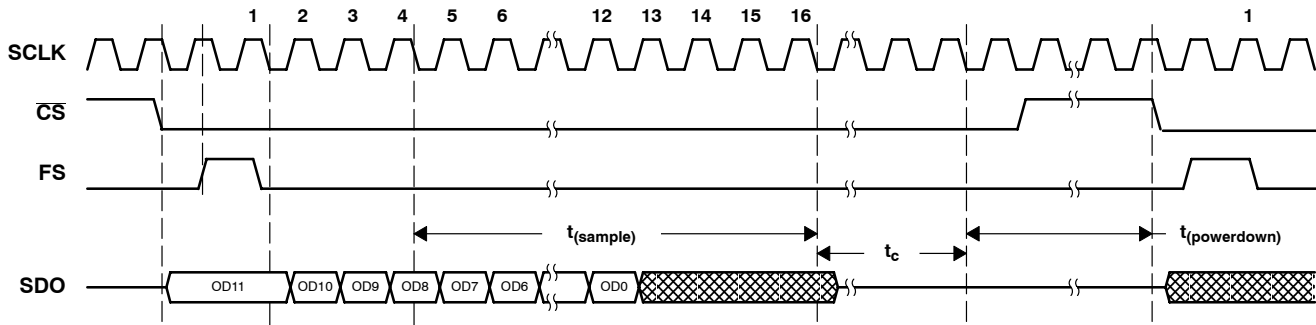 1 2 3 4 5 6 12 13 14 15 16 1
SCLK
CS
FS
t(sample)
tc
t(powerdown)
SDO
OD11 OD10 OD9 OD8 OD7 OD6 OD0